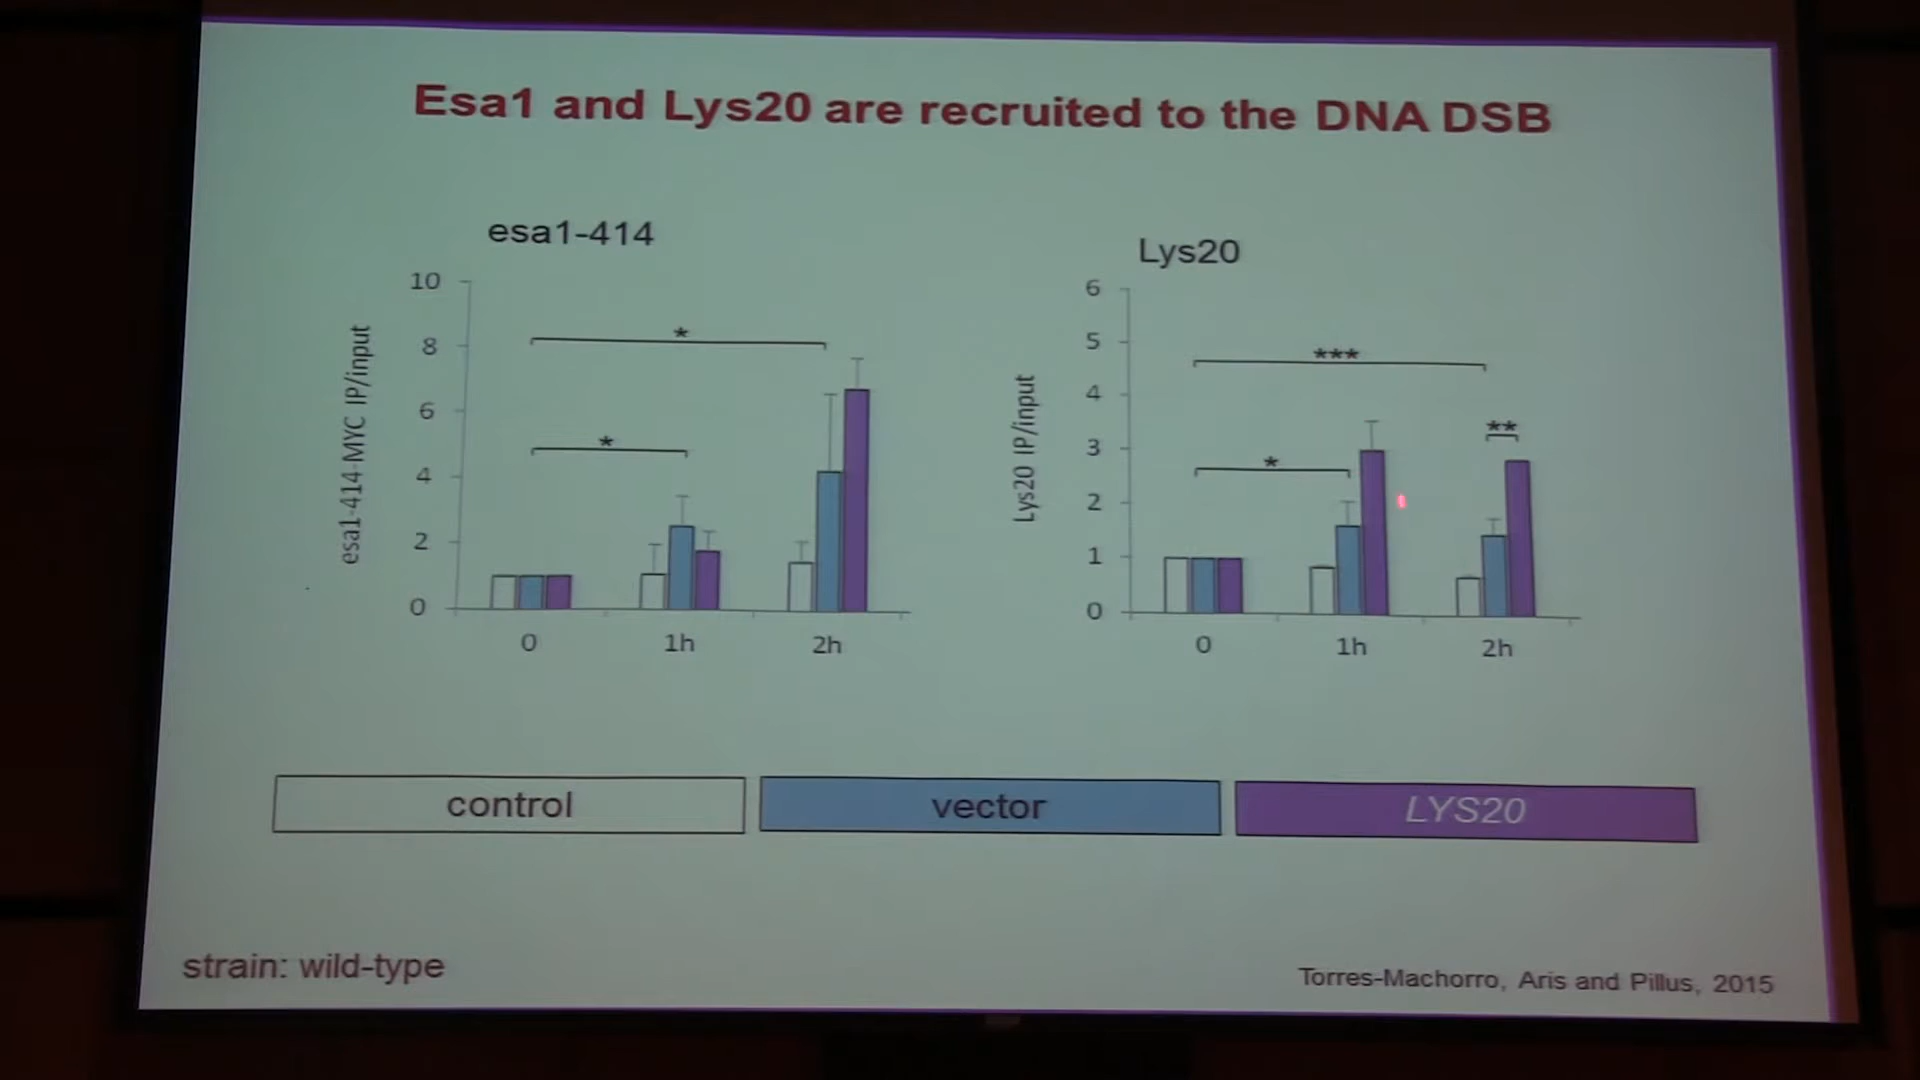 Esa1 and Lys20 are recruited to the DNA DSB
esa1-414
esa1-414-MYC IP/input
10
8
6
4
2
0
*
*
0
1h
2h
Lys20
Lys20 IP/input
6
5
4
3
2
1
0
***
*
**
0
1h
2h
control
vector
LYS20
strain: wild-type
Torres-Machorro, Aris and Pillus, 2015